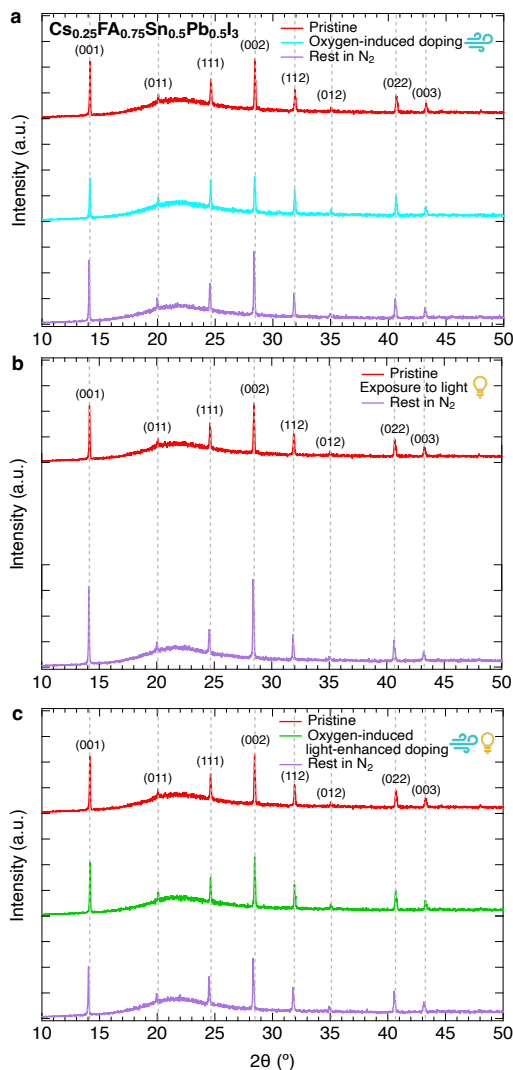 a
Cs0.25FA0.75Sn0.5Pb0.5I3
Pristine
Oxygen-induced doping
Rest in N2
(001)
(011)
(111)
(002)
(112)
(012)
(022)
(003)
Intensity (a.u.)
10 15 20 25 30 35 40 45 50
b
Pristine
Exposure to light
Rest in N2
(001)
(011)
(111)
(002)
(112)
(012)
(022)
(003)
Intensity (a.u.)
10 15 20 25 30 35 40 45 50
c
Pristine
Oxygen-induced
light-enhanced doping
Rest in N2
(001)
(011)
(111)
(002)
(112)
(012)
(022)
(003)
Intensity (a.u.)
10 15 20 25 30 35 40 45 50
2θ (º)